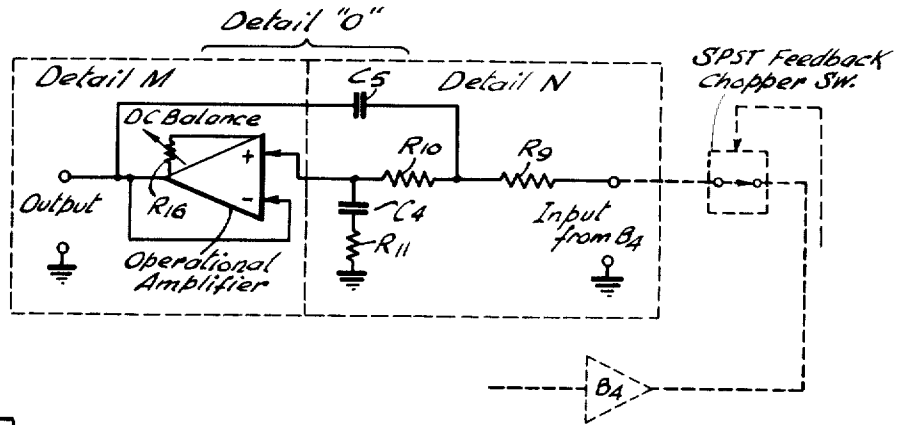 Detail "O"
Detail M
C5
Detail N
SPST Feedback
Chopper Sw.
DC Balance
+
R10
R9
Output
R16
-
C4
Input
from B4
R11
Operational
Amplifier
B4